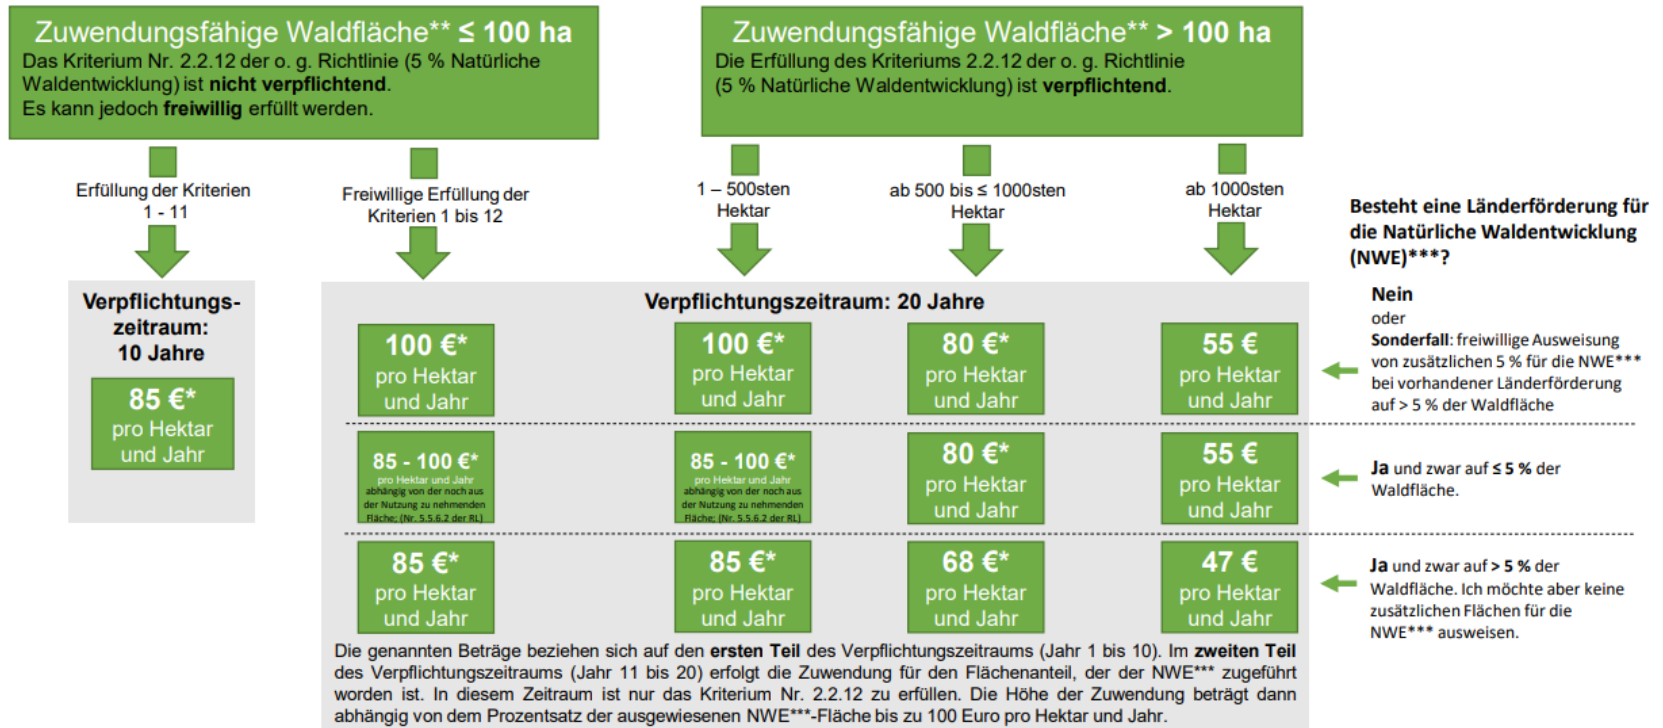 Zuwendungsfähige Waldfläche** ≤ 100 ha
Das Kriterium Nr. 2.2.12 der o. g. Richtlinie (5 % Natürliche
Waldentwicklung) ist nicht verpflichtend.
Es kann jedoch freiwillig erfüllt werden.
Zuwendungsfähige Waldfläche** > 100 ha
Die Erfüllung des Kriteriums 2.2.12 der o. g. Richtlinie
(5 % Natürliche Waldentwicklung) ist verpflichtend.
Erfüllung der Kriterien
1 - 11
Freiwillige Erfüllung der
Kriterien 1 bis 12
1 – 500sten
Hektar
ab 500 bis ≤ 1000sten
Hektar
ab 1000sten
Hektar
Besteht eine Länderförderung für
die Natürliche Waldentwicklung
(NWE)***?
Verpflichtungs-
zeitraum:
10 Jahre
85 €*
pro Hektar
und Jahr
Verpflichtungszeitraum: 20 Jahre
100 €*
pro Hektar
und Jahr
100 €*
pro Hektar
und Jahr
80 €*
pro Hektar
und Jahr
55 €
pro Hektar
und Jahr
Nein
oder
Sonderfall: freiwillige Ausweisung
von zusätzlichen 5 % für die NWE***
bei vorhandener Länderförderung
auf > 5 % der Waldfläche
85 - 100 €*
pro Hektar und Jahr
abhängig von der noch aus
der Nutzung zu nehmenden
Fläche; (Nr. 5.5.6.2 der RL)
85 - 100 €*
pro Hektar und Jahr
abhängig von der noch aus
der Nutzung zu nehmenden
Fläche; (Nr. 5.5.6.2 der RL)
80 €*
pro Hektar
und Jahr
55 €
pro Hektar
und Jahr
Ja und zwar auf ≤ 5 % der
Waldfläche.
85 €*
pro Hektar
und Jahr
85 €*
pro Hektar
und Jahr
68 €*
pro Hektar
und Jahr
47 €
pro Hektar
und Jahr
Ja und zwar auf > 5 % der
Waldfläche. Ich möchte aber keine
zusätzlichen Flächen für die
NWE*** ausweisen.
Die genannten Beträge beziehen sich auf den ersten Teil des Verpflichtungszeitraums (Jahr 1 bis 10). Im zweiten Teil
des Verpflichtungszeitraums (Jahr 11 bis 20) erfolgt die Zuwendung für den Flächenanteil, der der NWE*** zugeführt
worden ist. In diesem Zeitraum ist nur das Kriterium Nr. 2.2.12 zu erfüllen. Die Höhe der Zuwendung beträgt dann
abhängig von dem Prozentsatz der ausgewiesenen NWE***-Fläche bis zu 100 Euro pro Hektar und Jahr.